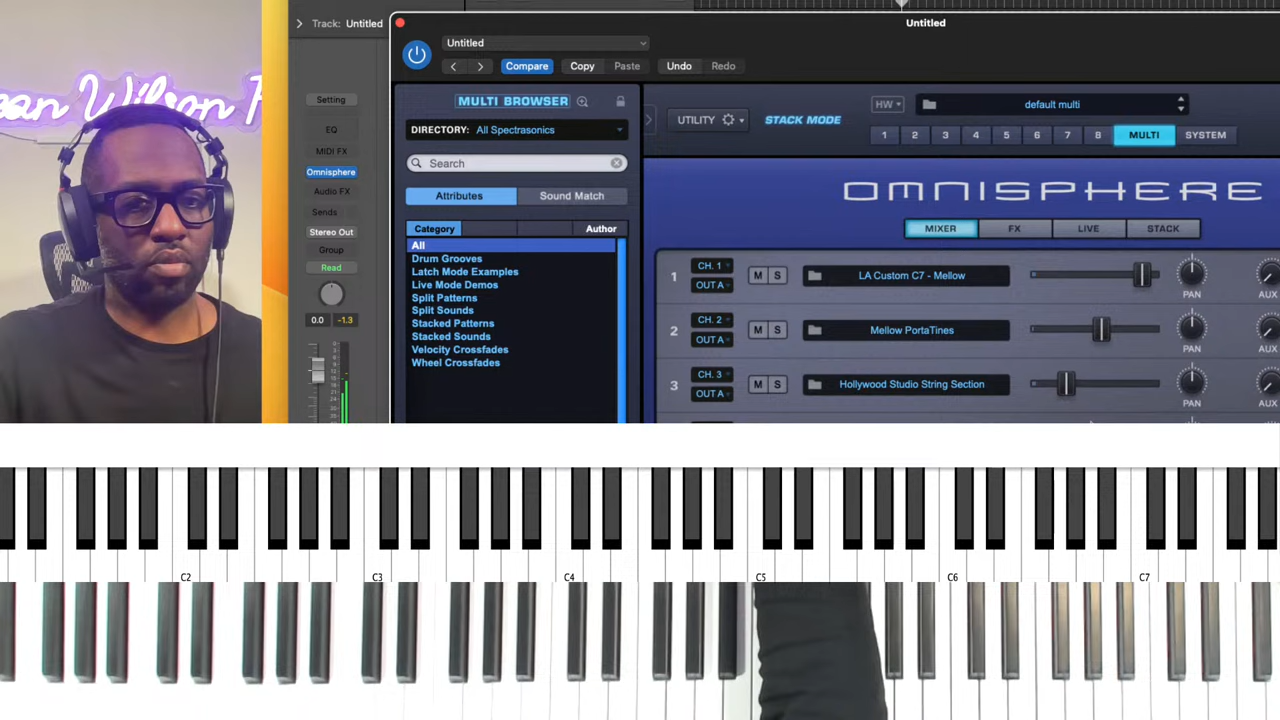 ean Wilson P
Track: Untitled
Untitled
Untitled
Compare
Copy
Paste
Undo
Redo
Setting
EQ
MIDI FX
Omnisphere
Audio FX
Sends
Stereo Out
Group
Read
0.0
-1.3
MULTI BROWSER
DIRECTORY: All Spectrasonics
Search
Attributes
Sound Match
Category
Author
All
Drum Grooves
Latch Mode Examples
Live Mode Demos
Split Patterns
Split Sounds
Stacked Patterns
Stacked Sounds
Velocity Crossfades
Wheel Crossfades
UTILITY
STACK MODE
HW
default multi
1 2 3 4 5 6 7 8 MULTI SYSTEM
OMNISPHERE
MIXER FX LIVE STACK
1 CH. 1 OUT A M S LA Custom C7 - Mellow PAN AUX
2 CH. 2 OUT A M S Mellow PortaTines PAN AUX
3 CH. 3 OUT A M S Hollywood Studio String Section PAN AUX
C2 C3 C4 C5 C6 C7